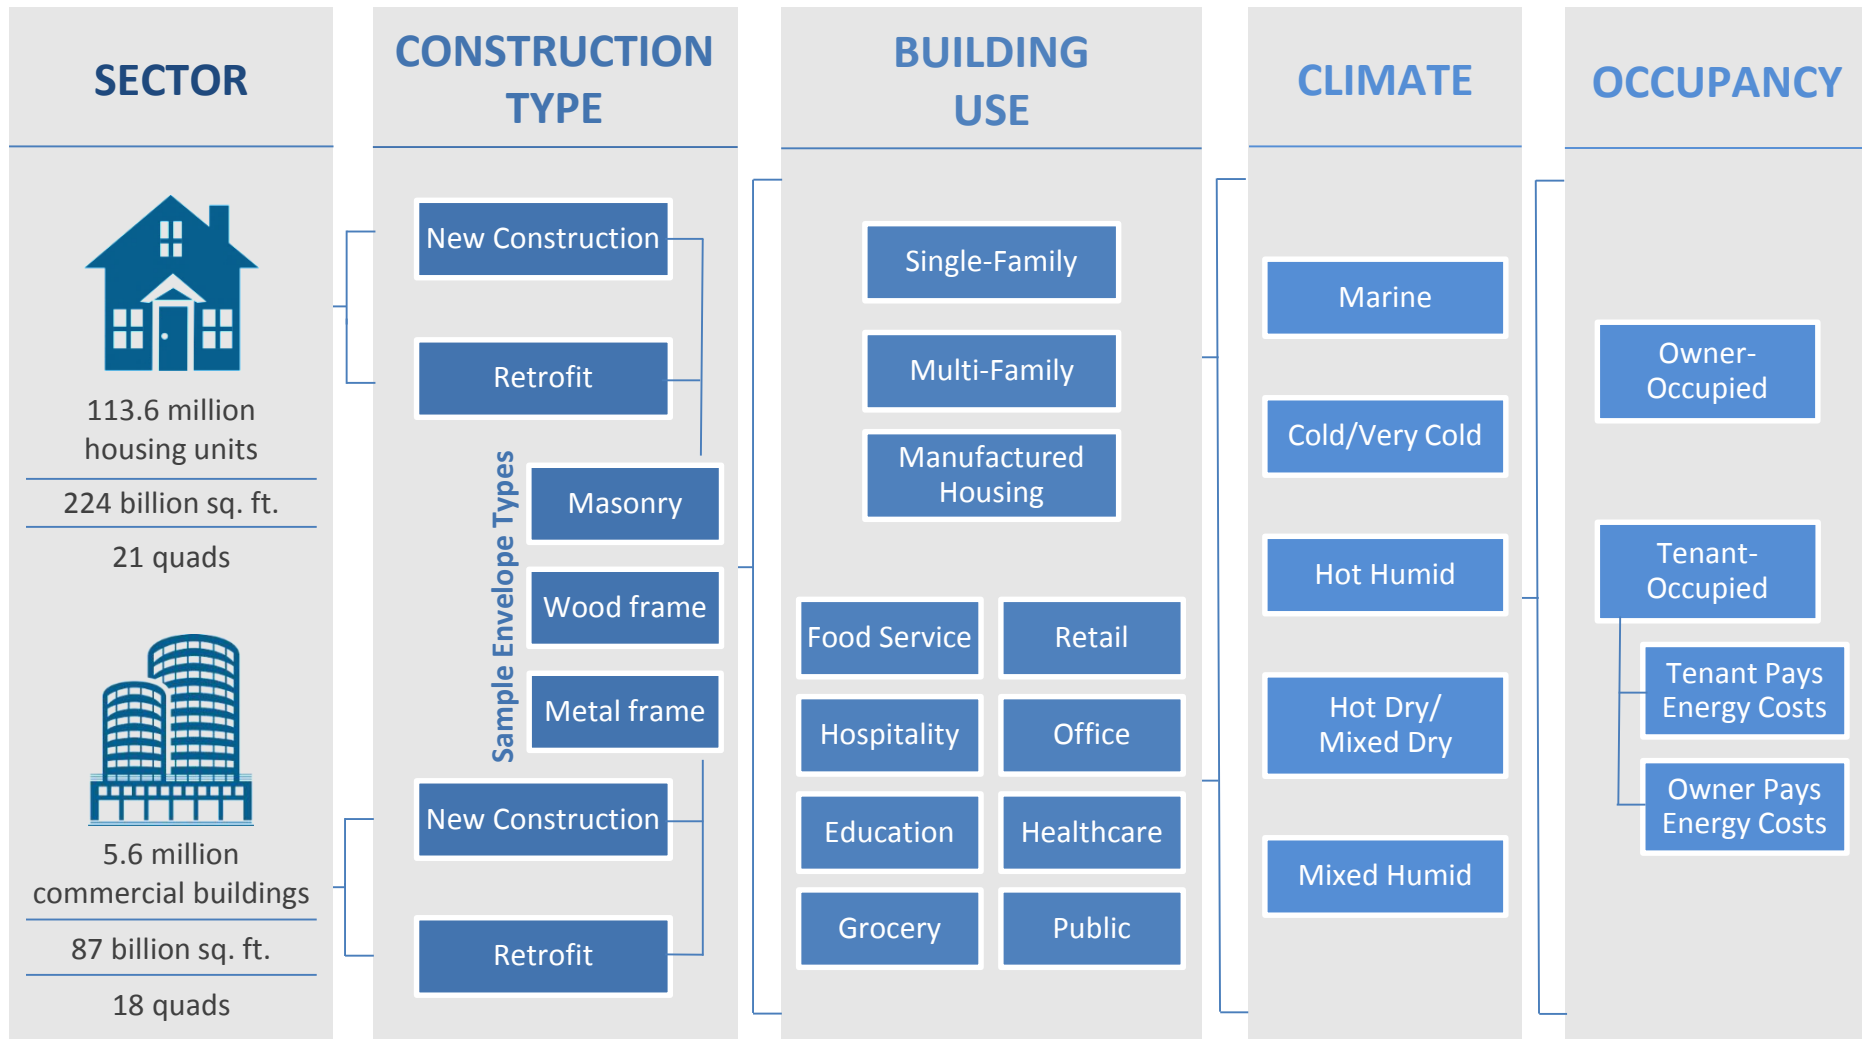 SECTOR
113.6 million
housing units
224 billion sq. ft.
21 quads
5.6 million
commercial buildings
87 billion sq. ft.
18 quads
CONSTRUCTION
TYPE
New Construction
Retrofit
Sample Envelope Types
Masonry
Wood frame
Metal frame
New Construction
Retrofit
BUILDING
USE
Single-Family
Multi-Family
Manufactured
Housing
Food Service
Retail
Hospitality
Office
Education
Healthcare
Grocery
Public
CLIMATE
Marine
Cold/Very Cold
Hot Humid
Hot Dry/
Mixed Dry
Mixed Humid
OCCUPANCY
Owner-
Occupied
Tenant-
Occupied
Tenant Pays
Energy Costs
Owner Pays
Energy Costs